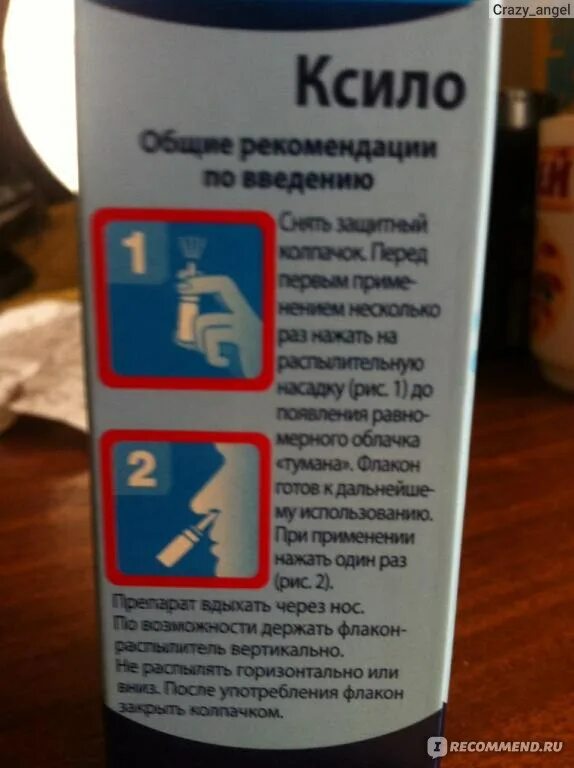 Crazy_angel
Ксило
Общие рекомендации
по введению
1
Снять защитный
колпачок. Перед
первым приме-
нением несколько
раз нажать на
распылительную
насадку (рис. 1) до
появления равно-
мерного облачка
«тумана». Флакон
готов к дальнейше-
му использованию.
При применении
нажать один раз
(рис. 2).
2
Препарат вдыхать через нос.
По возможности держать флакон-
распылитель вертикально.
Не распылять горизонтально или
вниз. После употребления флакон
закрыть колпачком.
ЕЙ
I RECOMMEND.RU